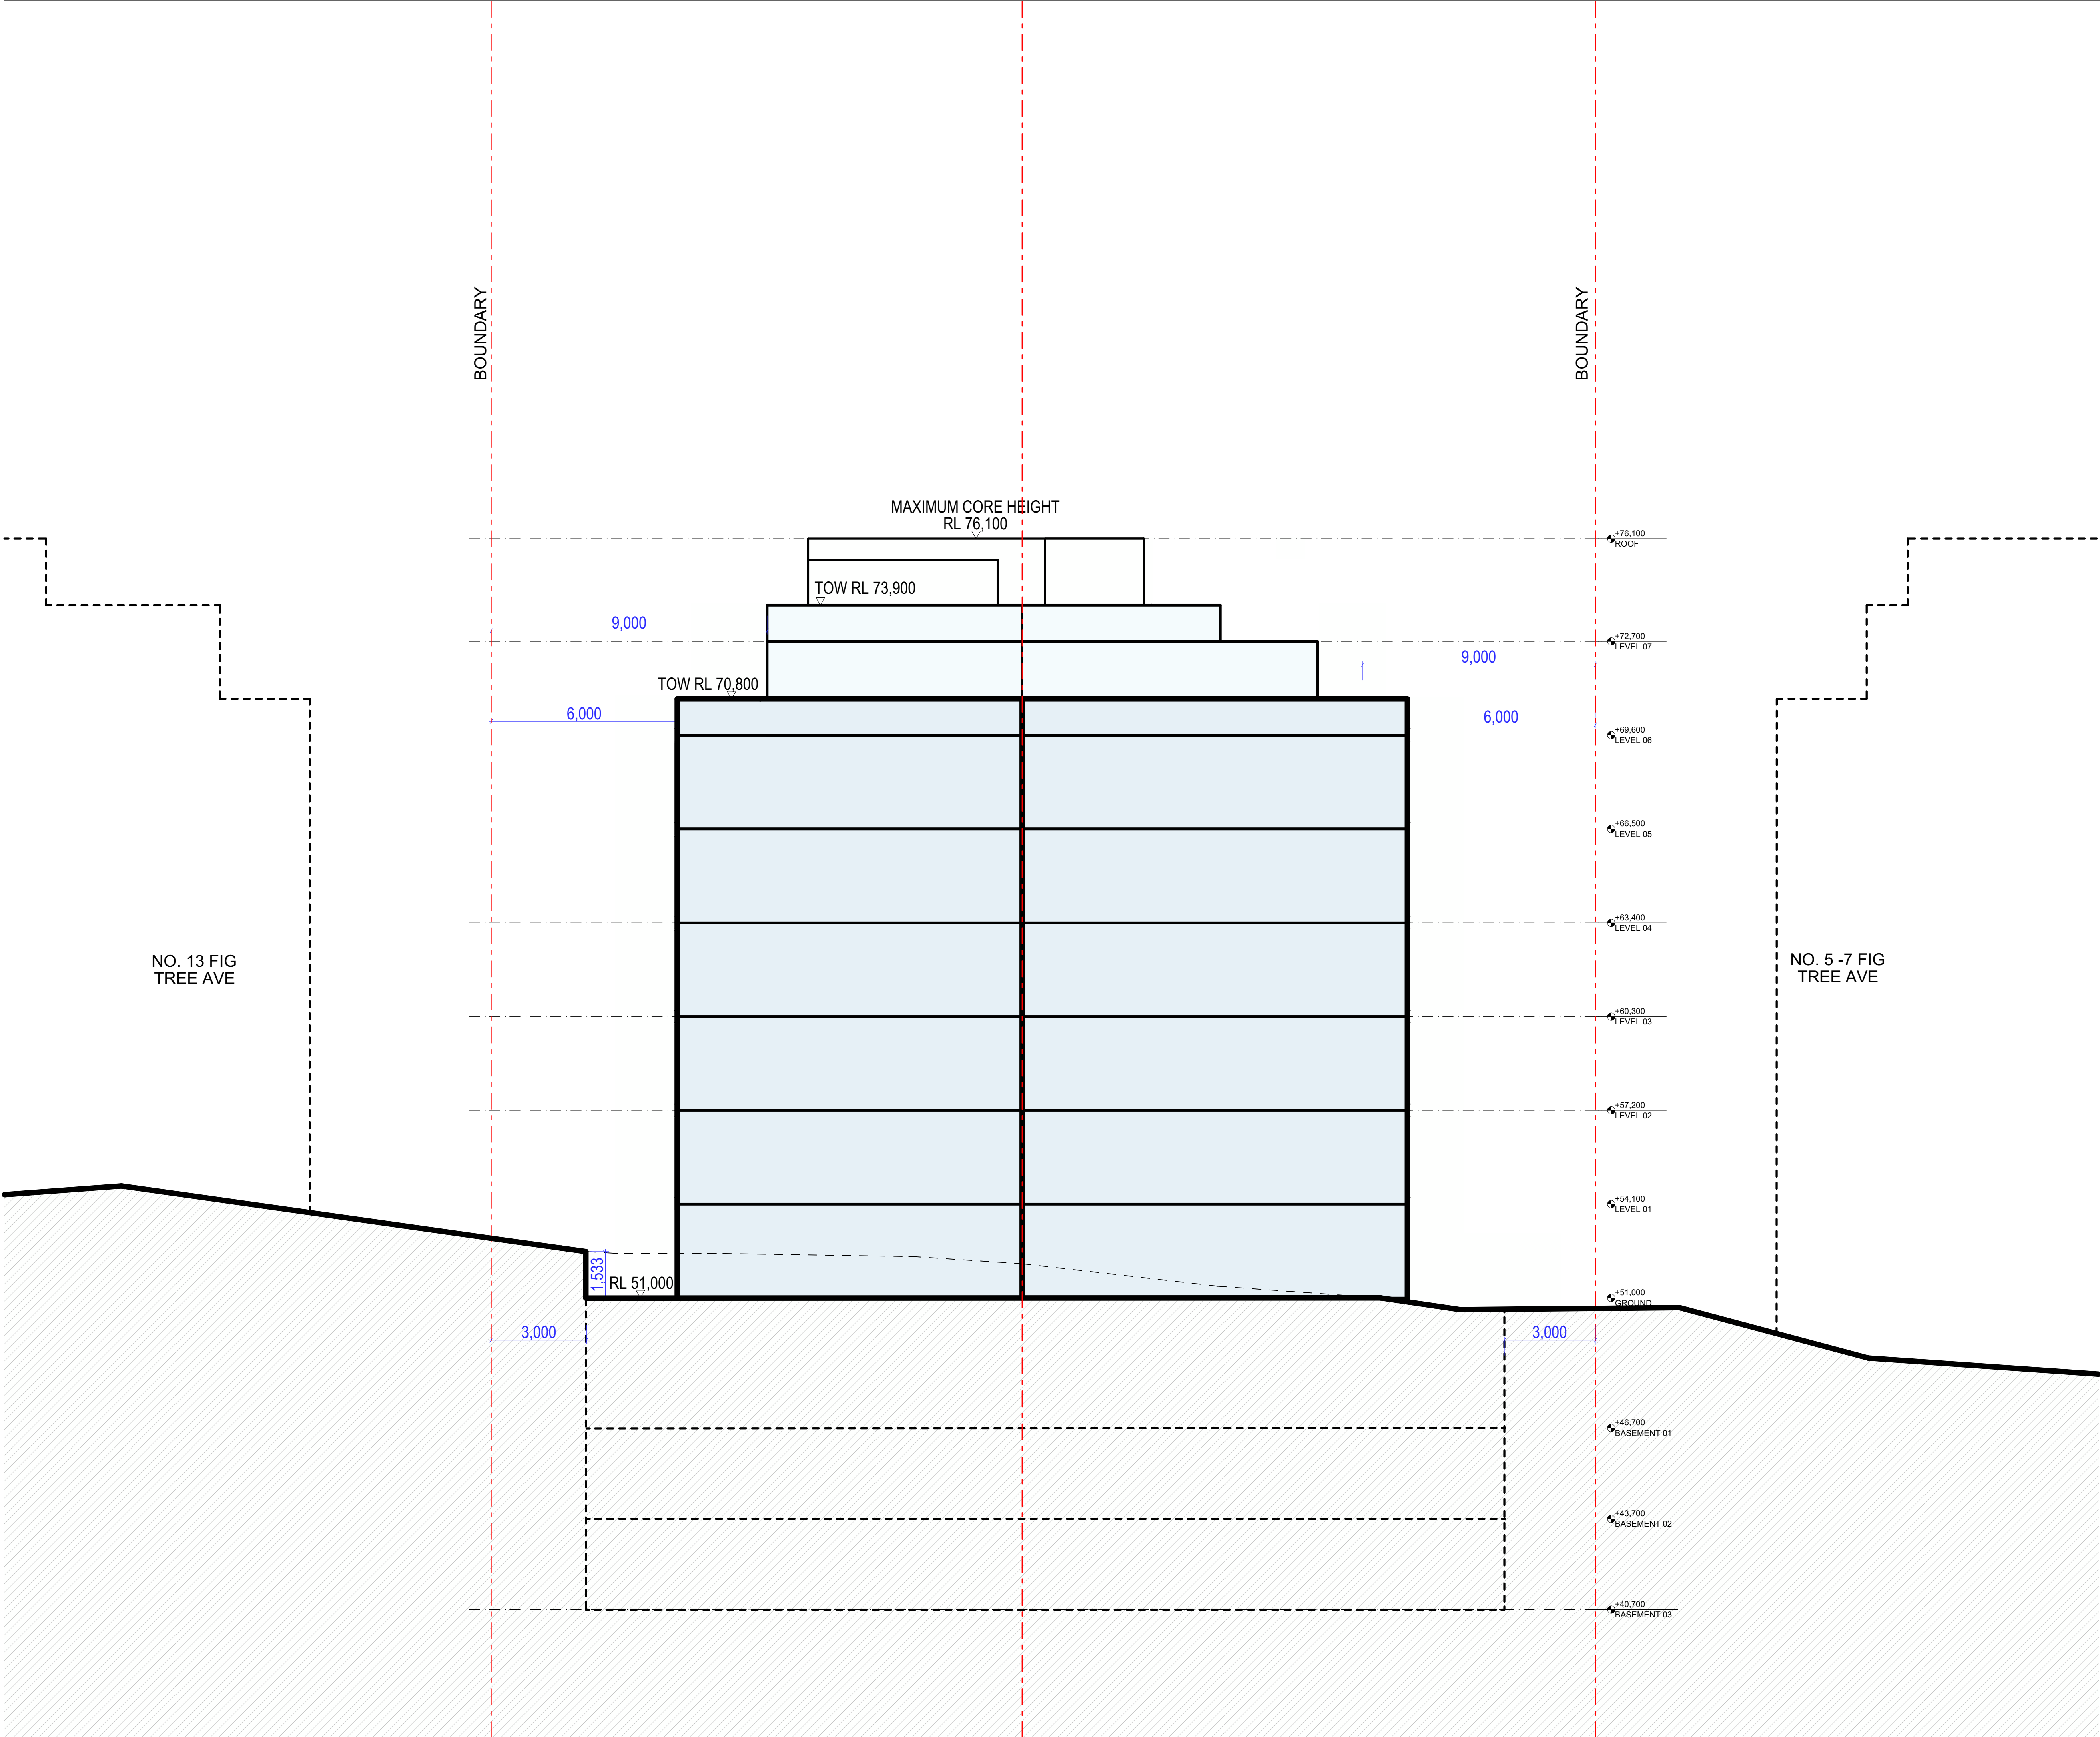 BOUNDARY
BOUNDARY
MAXIMUM CORE HEIGHT
RL 76,100
+76,100
ROOF
TOW RL 73,900
9,000
+72,700
LEVEL 07
9,000
TOW RL 70,800
6,000
6,000
+69,600
LEVEL 06
+66,500
LEVEL 05
+63,400
LEVEL 04
NO. 13 FIG
TREE AVE
NO. 5 -7 FIG
TREE AVE
+60,300
LEVEL 03
+57,200
LEVEL 02
+54,100
LEVEL 01
1,533
RL 51,000
+51,000
GROUND
3,000
3,000
+46,700
BASEMENT 01
+43,700
BASEMENT 02
+40,700
BASEMENT 03